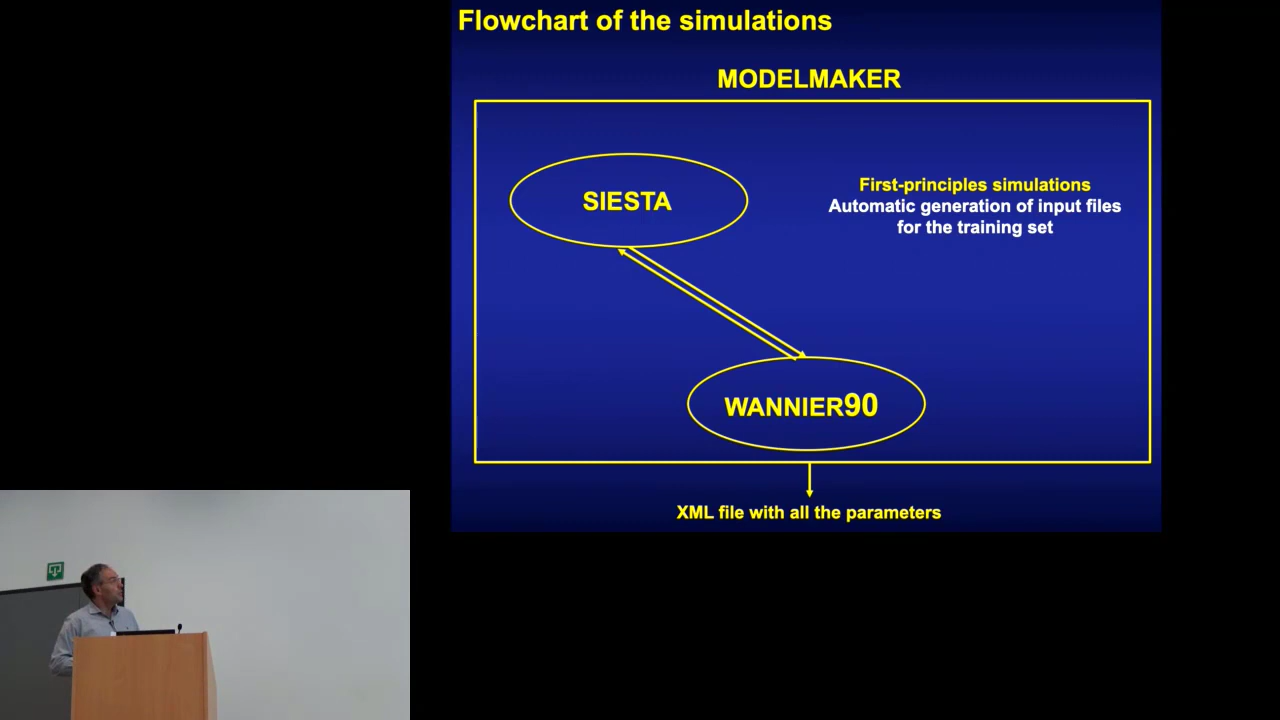 Flowchart of the simulations
MODELMAKER
SIESTA
First-principles simulations
Automatic generation of input files
for the training set
WANNIER90
XML file with all the parameters